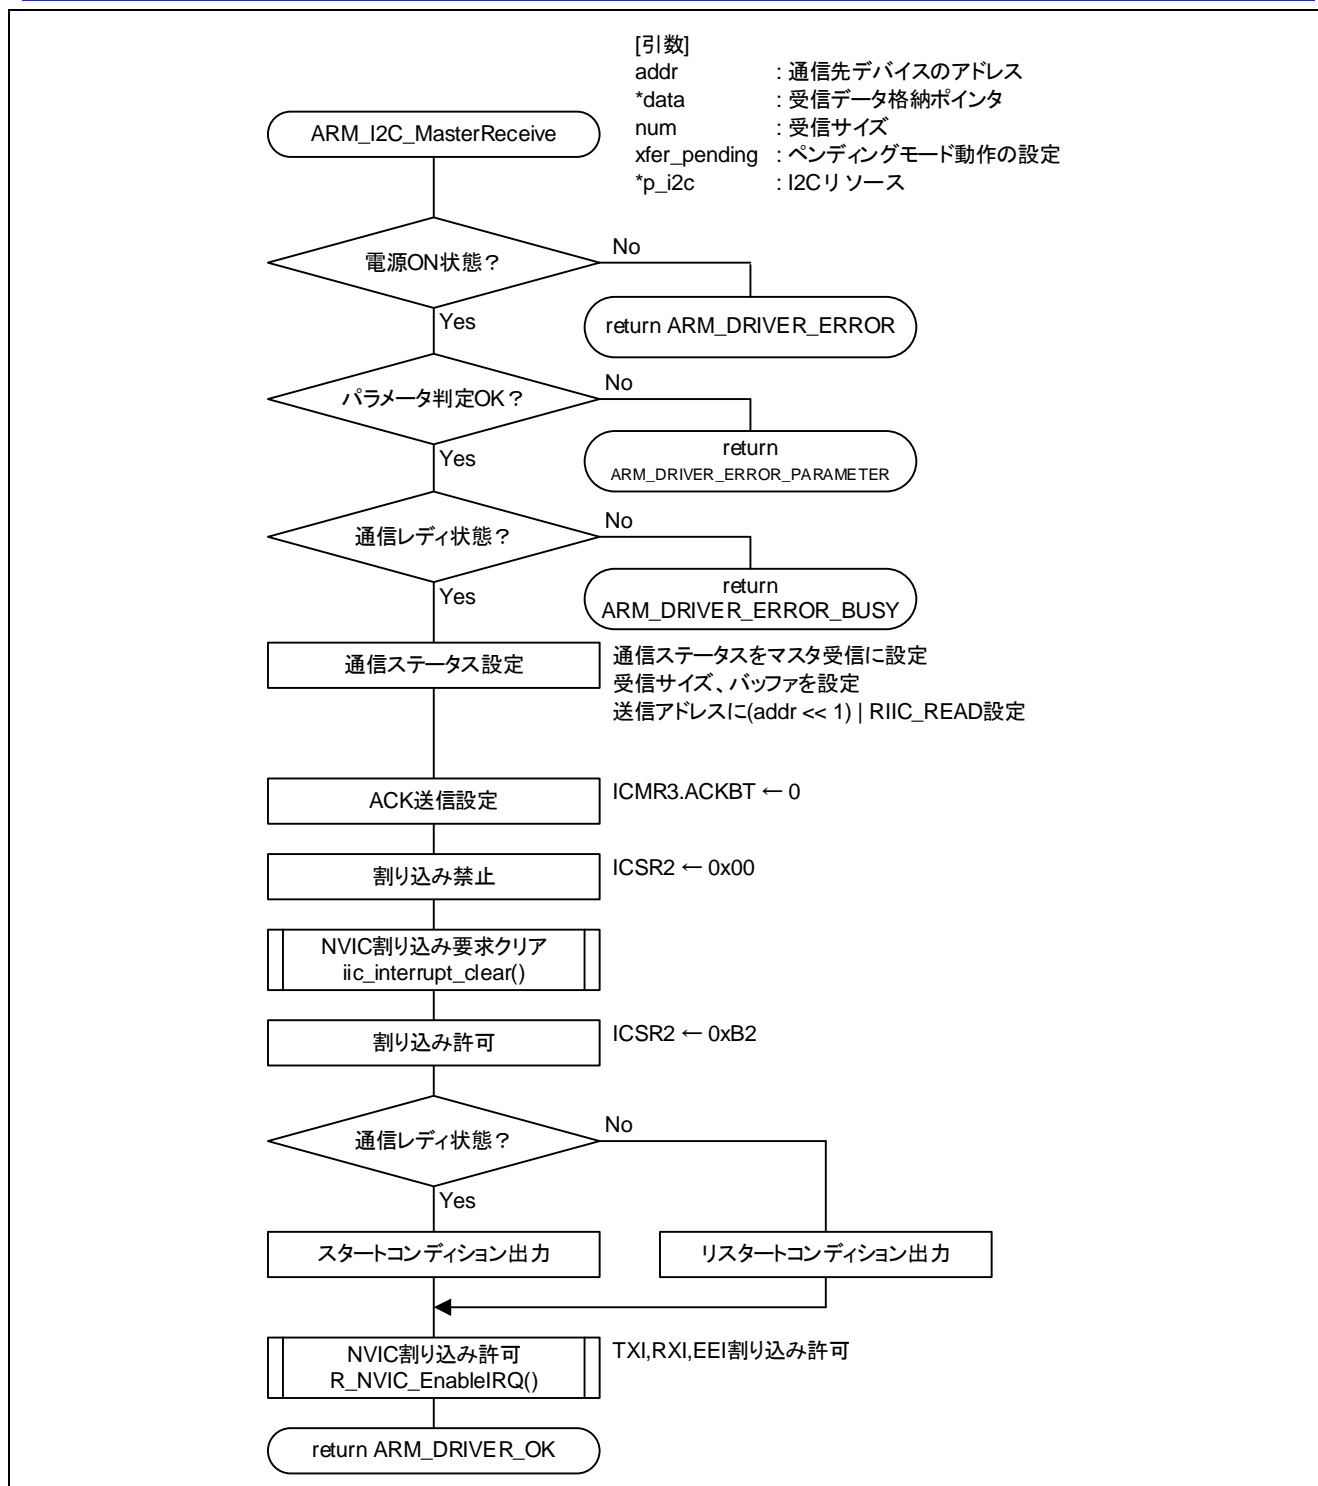 [引数]
addr : 通信先デバイスのアドレス
*data : 受信データ格納ポインタ
num : 受信サイズ
xfer_pending : ペンディングモード動作の設定
*p_i2c : I2Cリソース
ARM_I2C_MasterReceive
電源ON状態？
No
return ARM_DRIVER_ERROR
Yes
パラメータ判定OK？
No
return
ARM_DRIVER_ERROR_PARAMETER
Yes
通信レディ状態？
No
return
ARM_DRIVER_ERROR_BUSY
Yes
通信ステータス設定
通信ステータスをマスタ受信に設定
受信サイズ、バッファを設定
送信アドレスに(addr << 1) | RIIC_READ設定
ACK送信設定
ICMR3.ACKBT ← 0
割り込み禁止
ICSR2 ← 0x00
NVIC割り込み要求クリア
iic_interrupt_clear()
割り込み許可
ICSR2 ← 0xB2
通信レディ状態？
No
Yes
スタートコンディション出力
リスタートコンディション出力
NVIC割り込み許可
R_NVIC_EnableIRQ()
TXI,RXI,EEI割り込み許可
return ARM_DRIVER_OK